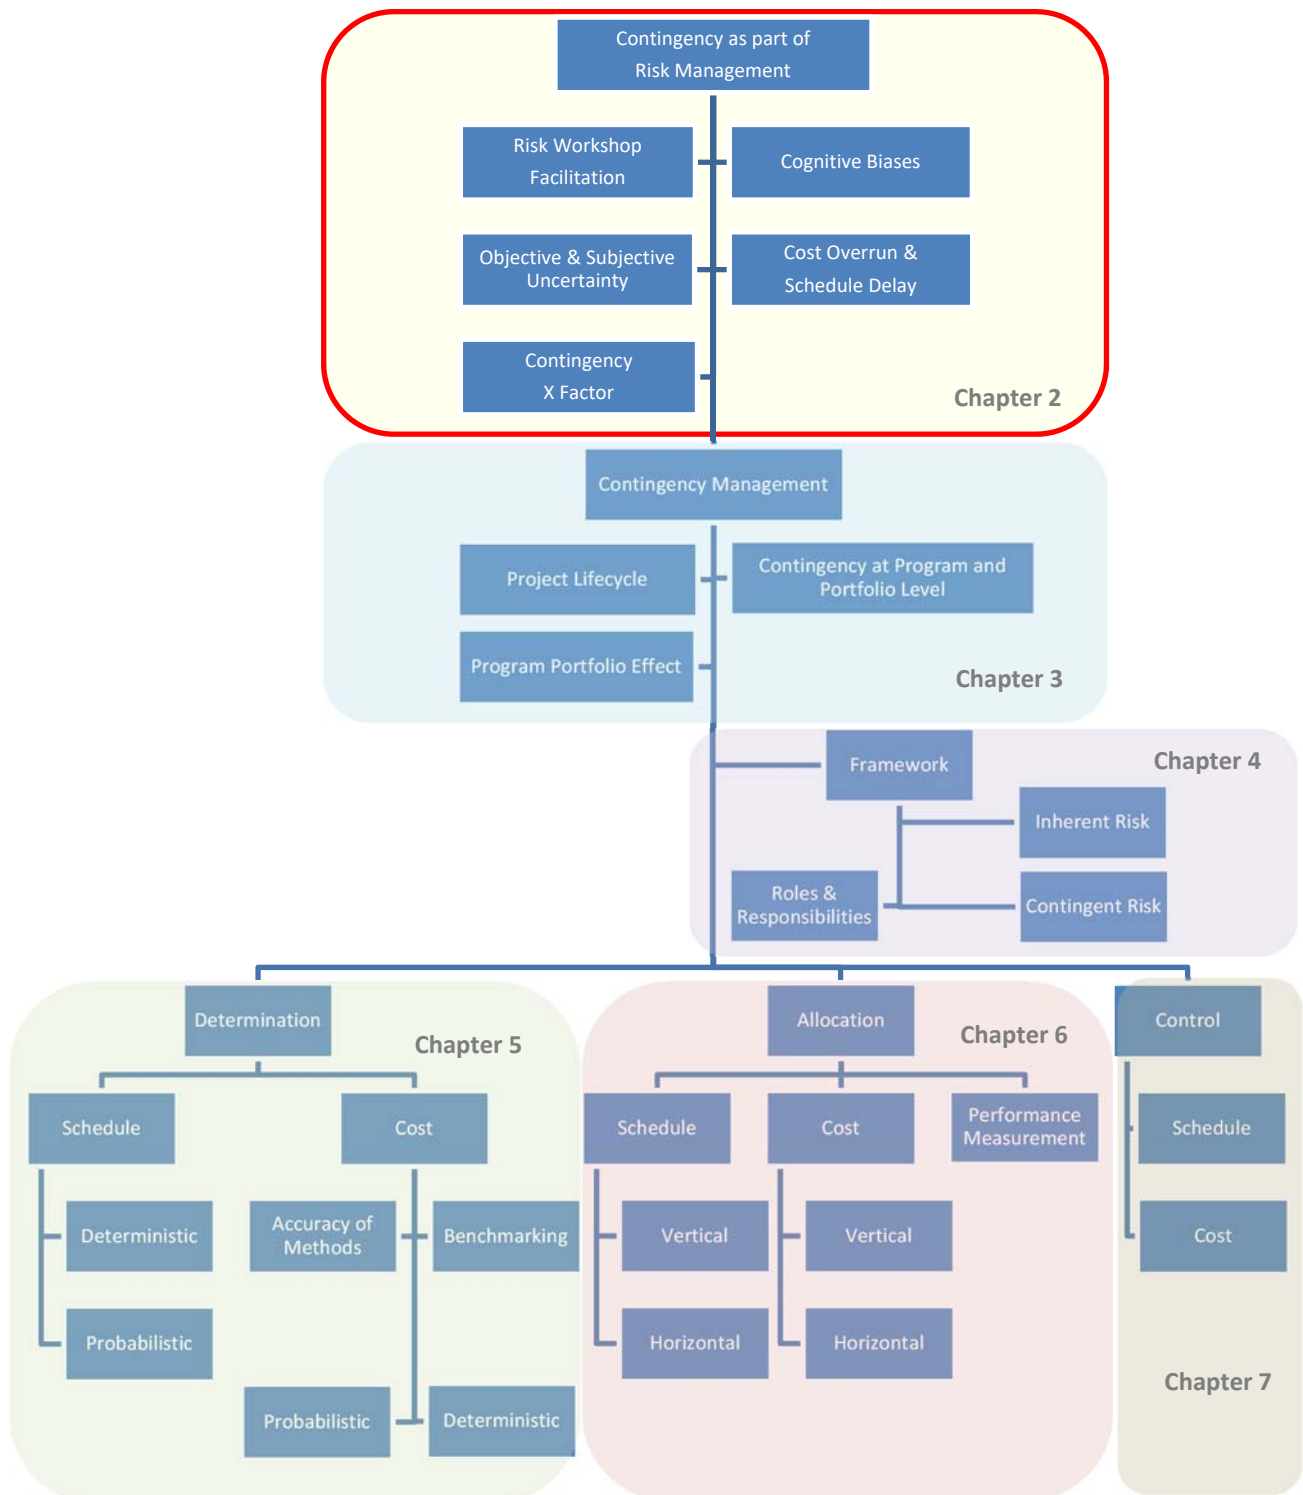 Contingency as part of
Risk Management
Risk Workshop
Facilitation
Cognitive Biases
Objective & Subjective
Uncertainty
Cost Overrun &
Schedule Delay
Contingency
X Factor
Chapter 2
Contingency Management
Project Lifecycle
Contingency at Program and
Portfolio Level
Program Portfolio Effect
Chapter 3
Framework
Chapter 4
Inherent Risk
Roles &
Responsibilities
Contingent Risk
Determination
Chapter 5
Schedule
Cost
Deterministic
Accuracy of
Methods
Benchmarking
Probabilistic
Probabilistic
Deterministic
Allocation
Chapter 6
Schedule
Cost
Performance
Measurement
Vertical
Vertical
Horizontal
Horizontal
Control
Schedule
Cost
Chapter 7